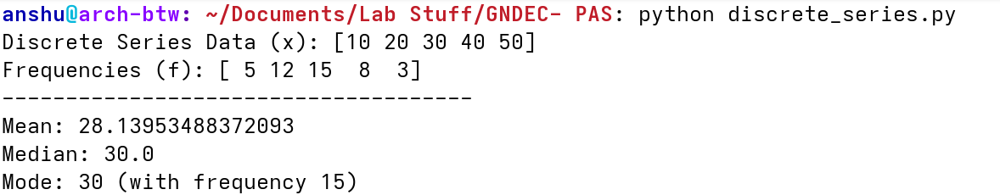 anshu@arch-btw: ~/Documents/Lab Stuff/GNDEC- PAS: python discrete_series.py
Discrete Series Data (x): [10 20 30 40 50]
Frequencies (f): [ 5 12 15  8  3]
-------------------------------------
Mean: 28.13953488372093
Median: 30.0
Mode: 30 (with frequency 15)